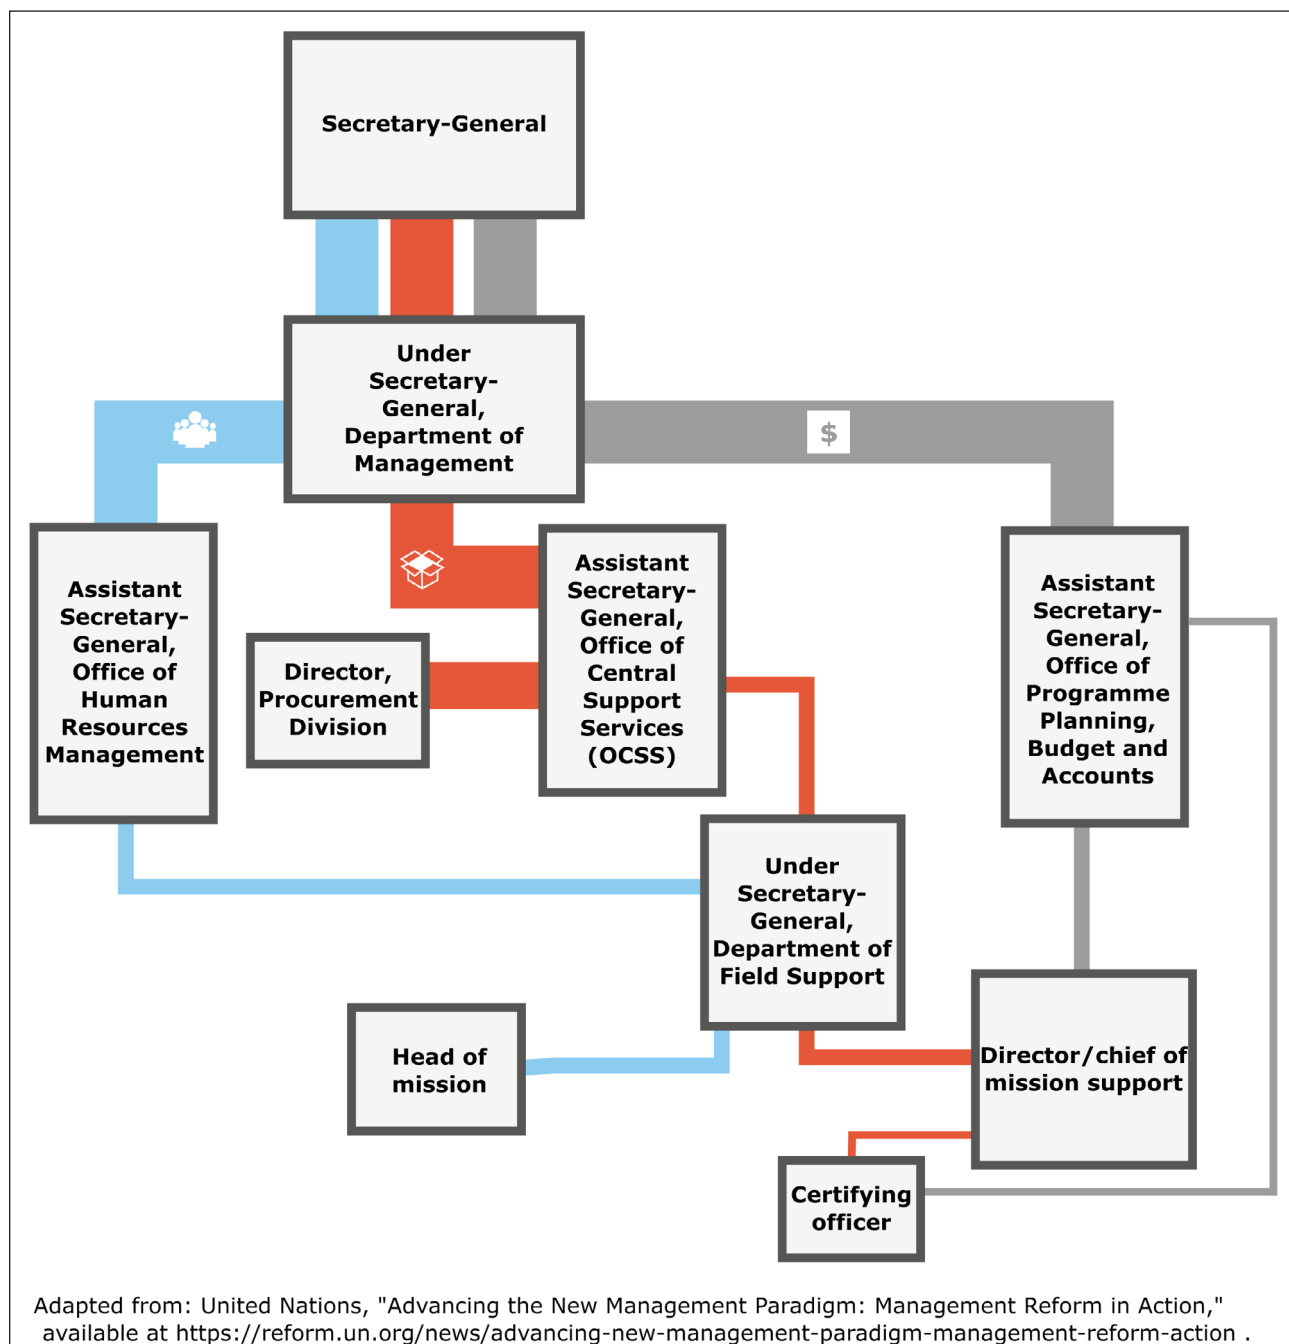 Secretary-General
Under
Secretary-
General,
Department of
Management
$
Assistant
Secretary-
General,
Office of
Human
Resources
Management
Director,
Procurement
Division
Assistant
Secretary-
General,
Office of
Central
Support
Services
(OCSS)
Assistant
Secretary-
General,
Office of
Programme
Planning,
Budget and
Accounts
Under
Secretary-
General,
Department of
Field Support
Head of
mission
Director/chief of
mission support
Certifying
officer
Adapted from: United Nations, "Advancing the New Management Paradigm: Management Reform in Action,"
available at https://reform.un.org/news/advancing-new-management-paradigm-management-reform-action .